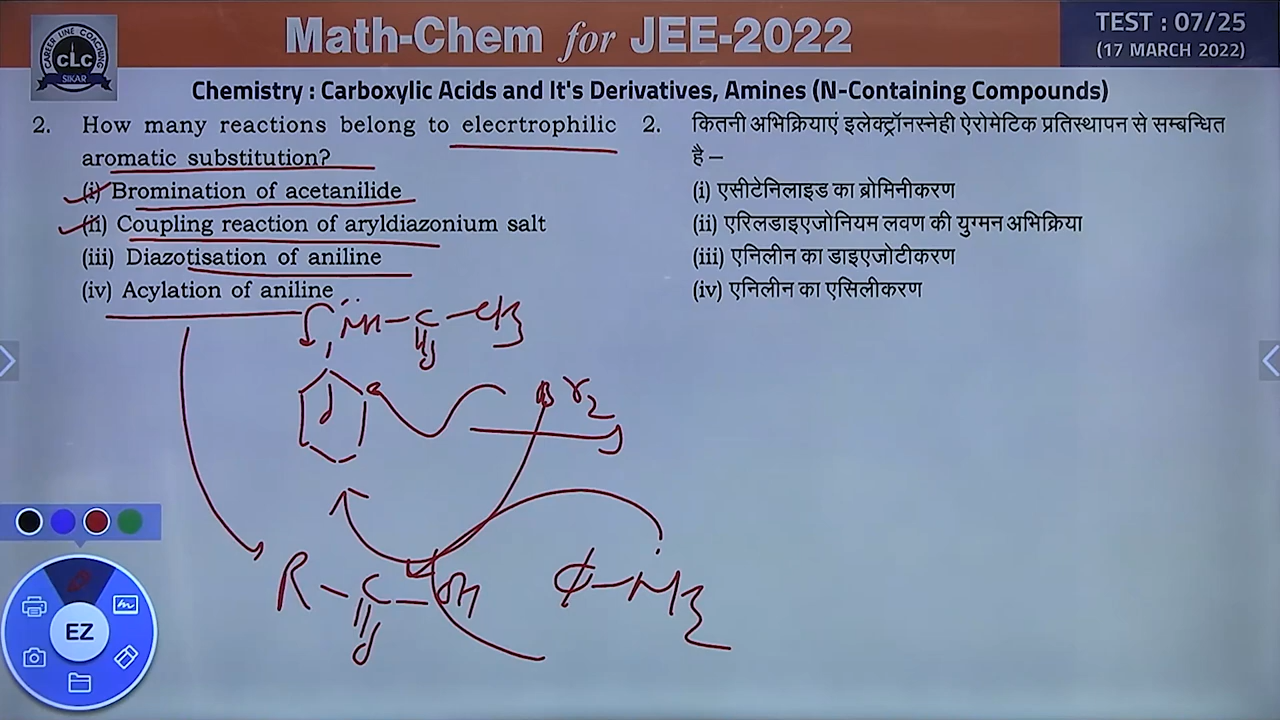 CAREER LINE COACHING
CLC
SIKAR
Math-Chem for JEE-2022
TEST : 07/25
(17 MARCH 2022)
Chemistry : Carboxylic Acids and It's Derivatives, Amines (N-Containing Compounds)
2. How many reactions belong to elecrtrophilic
aromatic substitution?
(i) Bromination of acetanilide
(ii) Coupling reaction of aryldiazonium salt
(iii) Diazotisation of aniline
(iv) Acylation of aniline
2. कितनी अभिक्रियाएं इलेक्ट्रॉनस्नेही ऐरोमेटिक प्रतिस्थापन से सम्बन्धित
है –
(i) एसीटेनिलाइड का ब्रोमिनीकरण
(ii) एरिलडाइएजोनियम लवण की युग्मन अभिक्रिया
(iii) एनिलीन का डाइएजोटीकरण
(iv) एनिलीन का एसिलीकरण
Br2
EZ